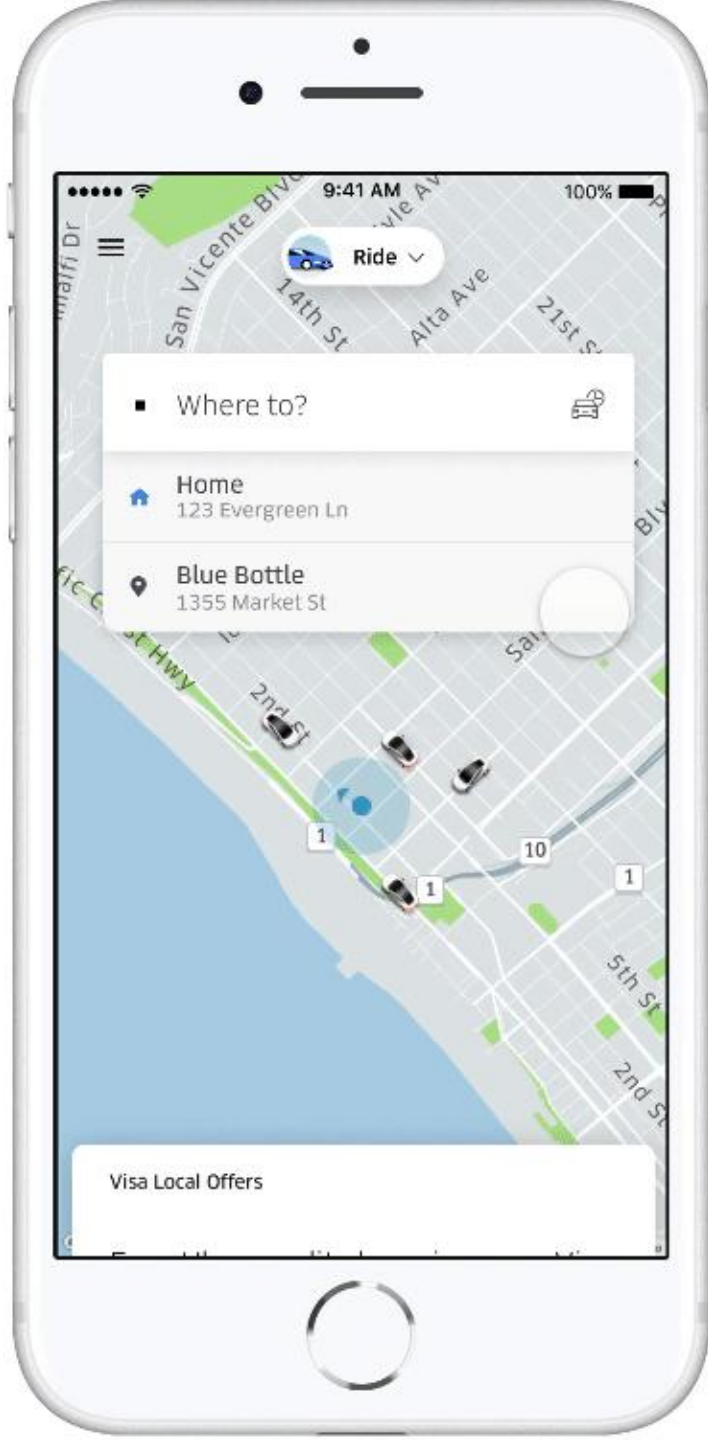 9:41 AM
100%
San Vicente Blvd
Ride
14th St
Alta Ave
21st St
Where to?
Home
123 Evergreen Ln
Blue Bottle
1355 Market St
2nd St
1
10
1
1
5th St
2nd St
Visa Local Offers